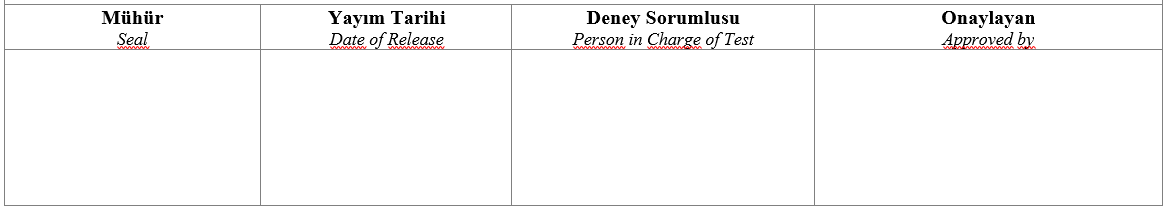 Mühür Yayım Tarihi Deney Sorumlusu Onaylayan
Seal Date of Release Person in Charge of Test Approved by